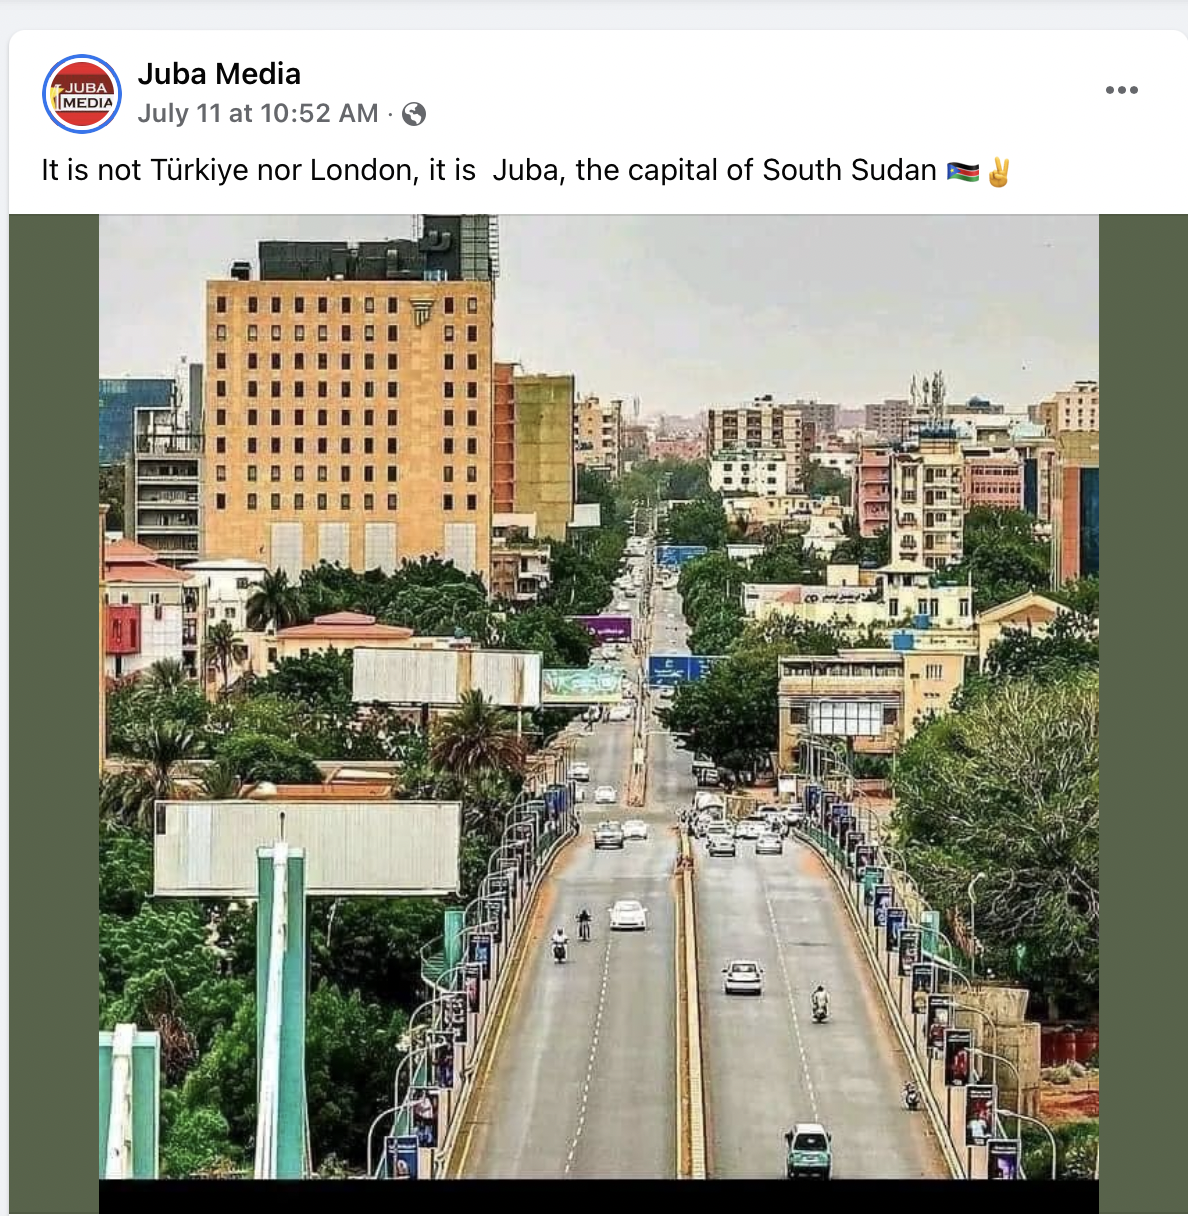 JUBA
MEDIA
Juba Media
July 11 at 10:52 AM ·
It is not Türkiye nor London, it is Juba, the capital of South Sudan 🇸🇸✌️